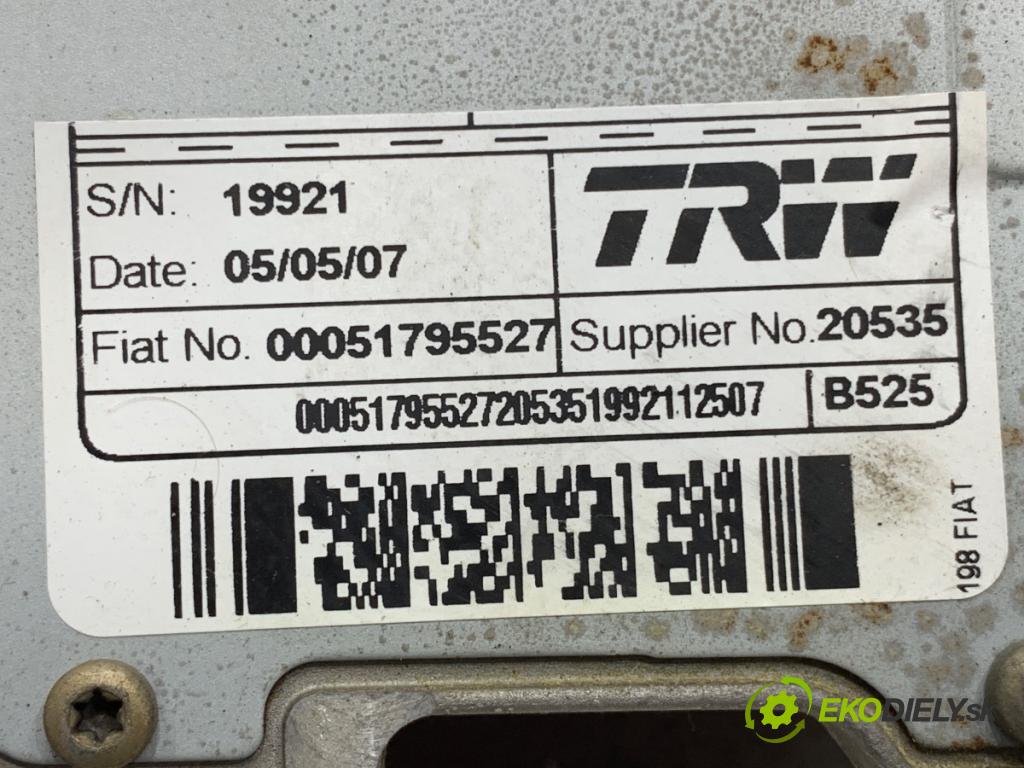 S/N: 19921
TRW
Date: 05/05/07
Fiat No. 00051795527
Supplier No. 20535
00051795527205351992112507
B525
198 FIAT
EKODIELY.sk